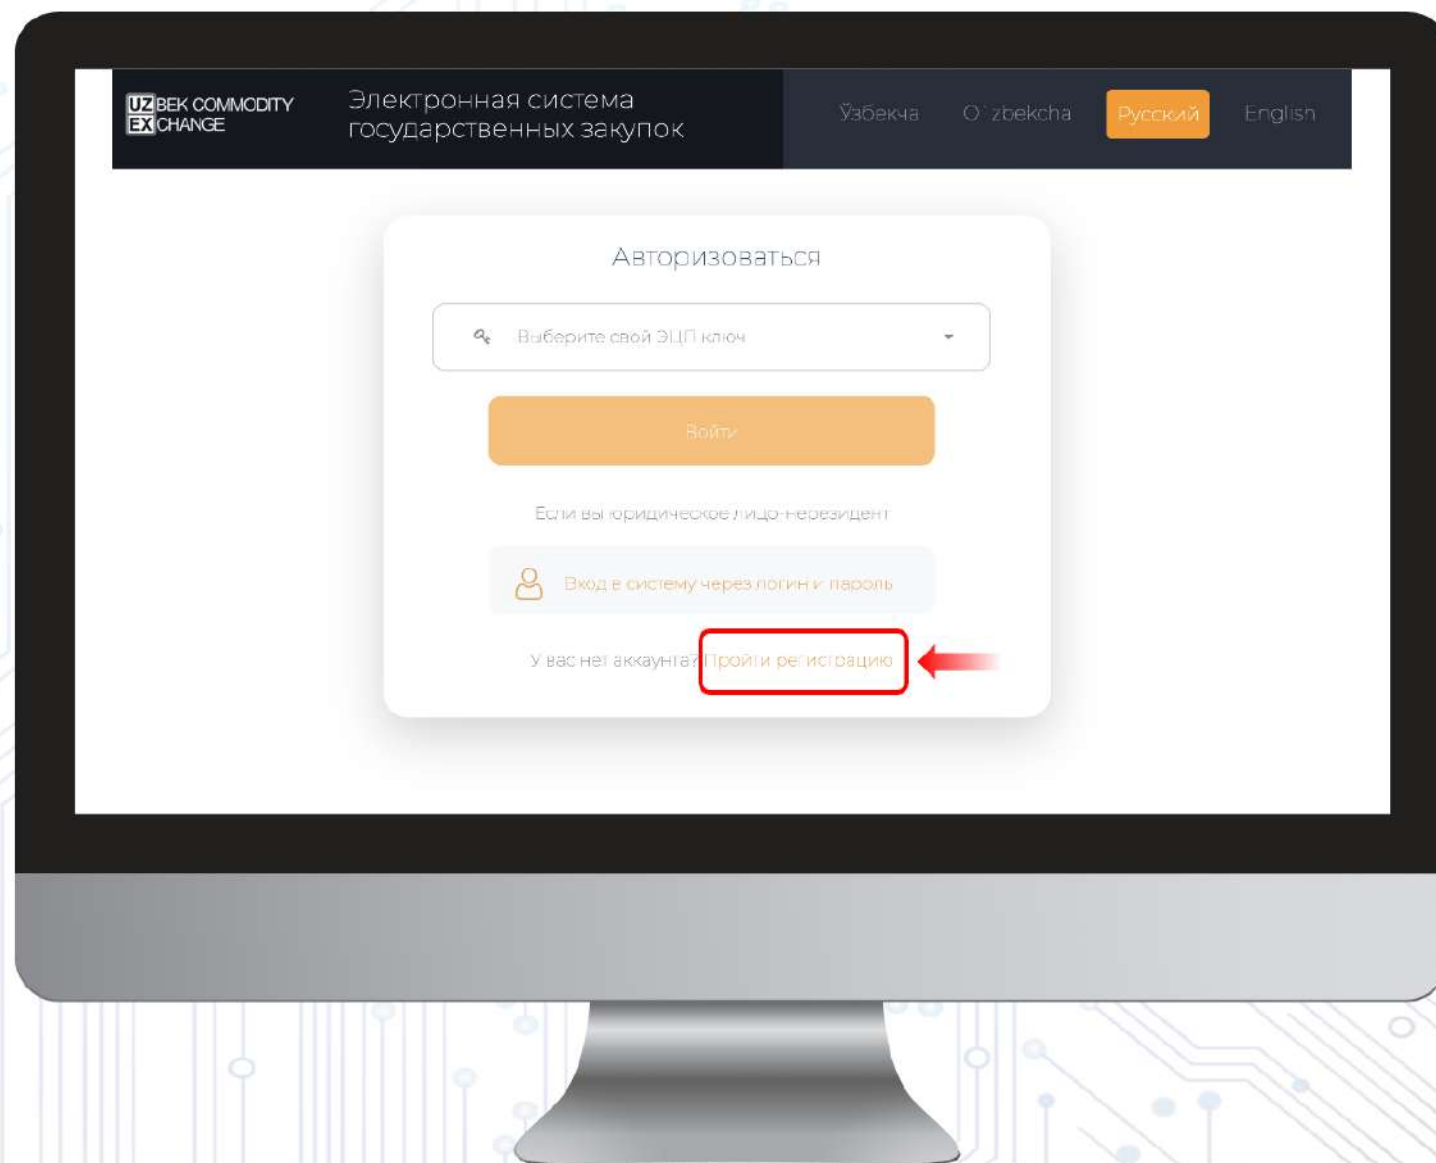 UZBEK COMMODITY
EXCHANGE
Электронная система
государственных закупок
Ўзбекча O`zbekcha Русский English
Авторизоваться
Выберите свой ЭЦП ключ
Войти
Если вы юридическое лицо-нерезидент
Вход в систему через логин и пароль
У вас нет аккаунта? Пройти регистрацию